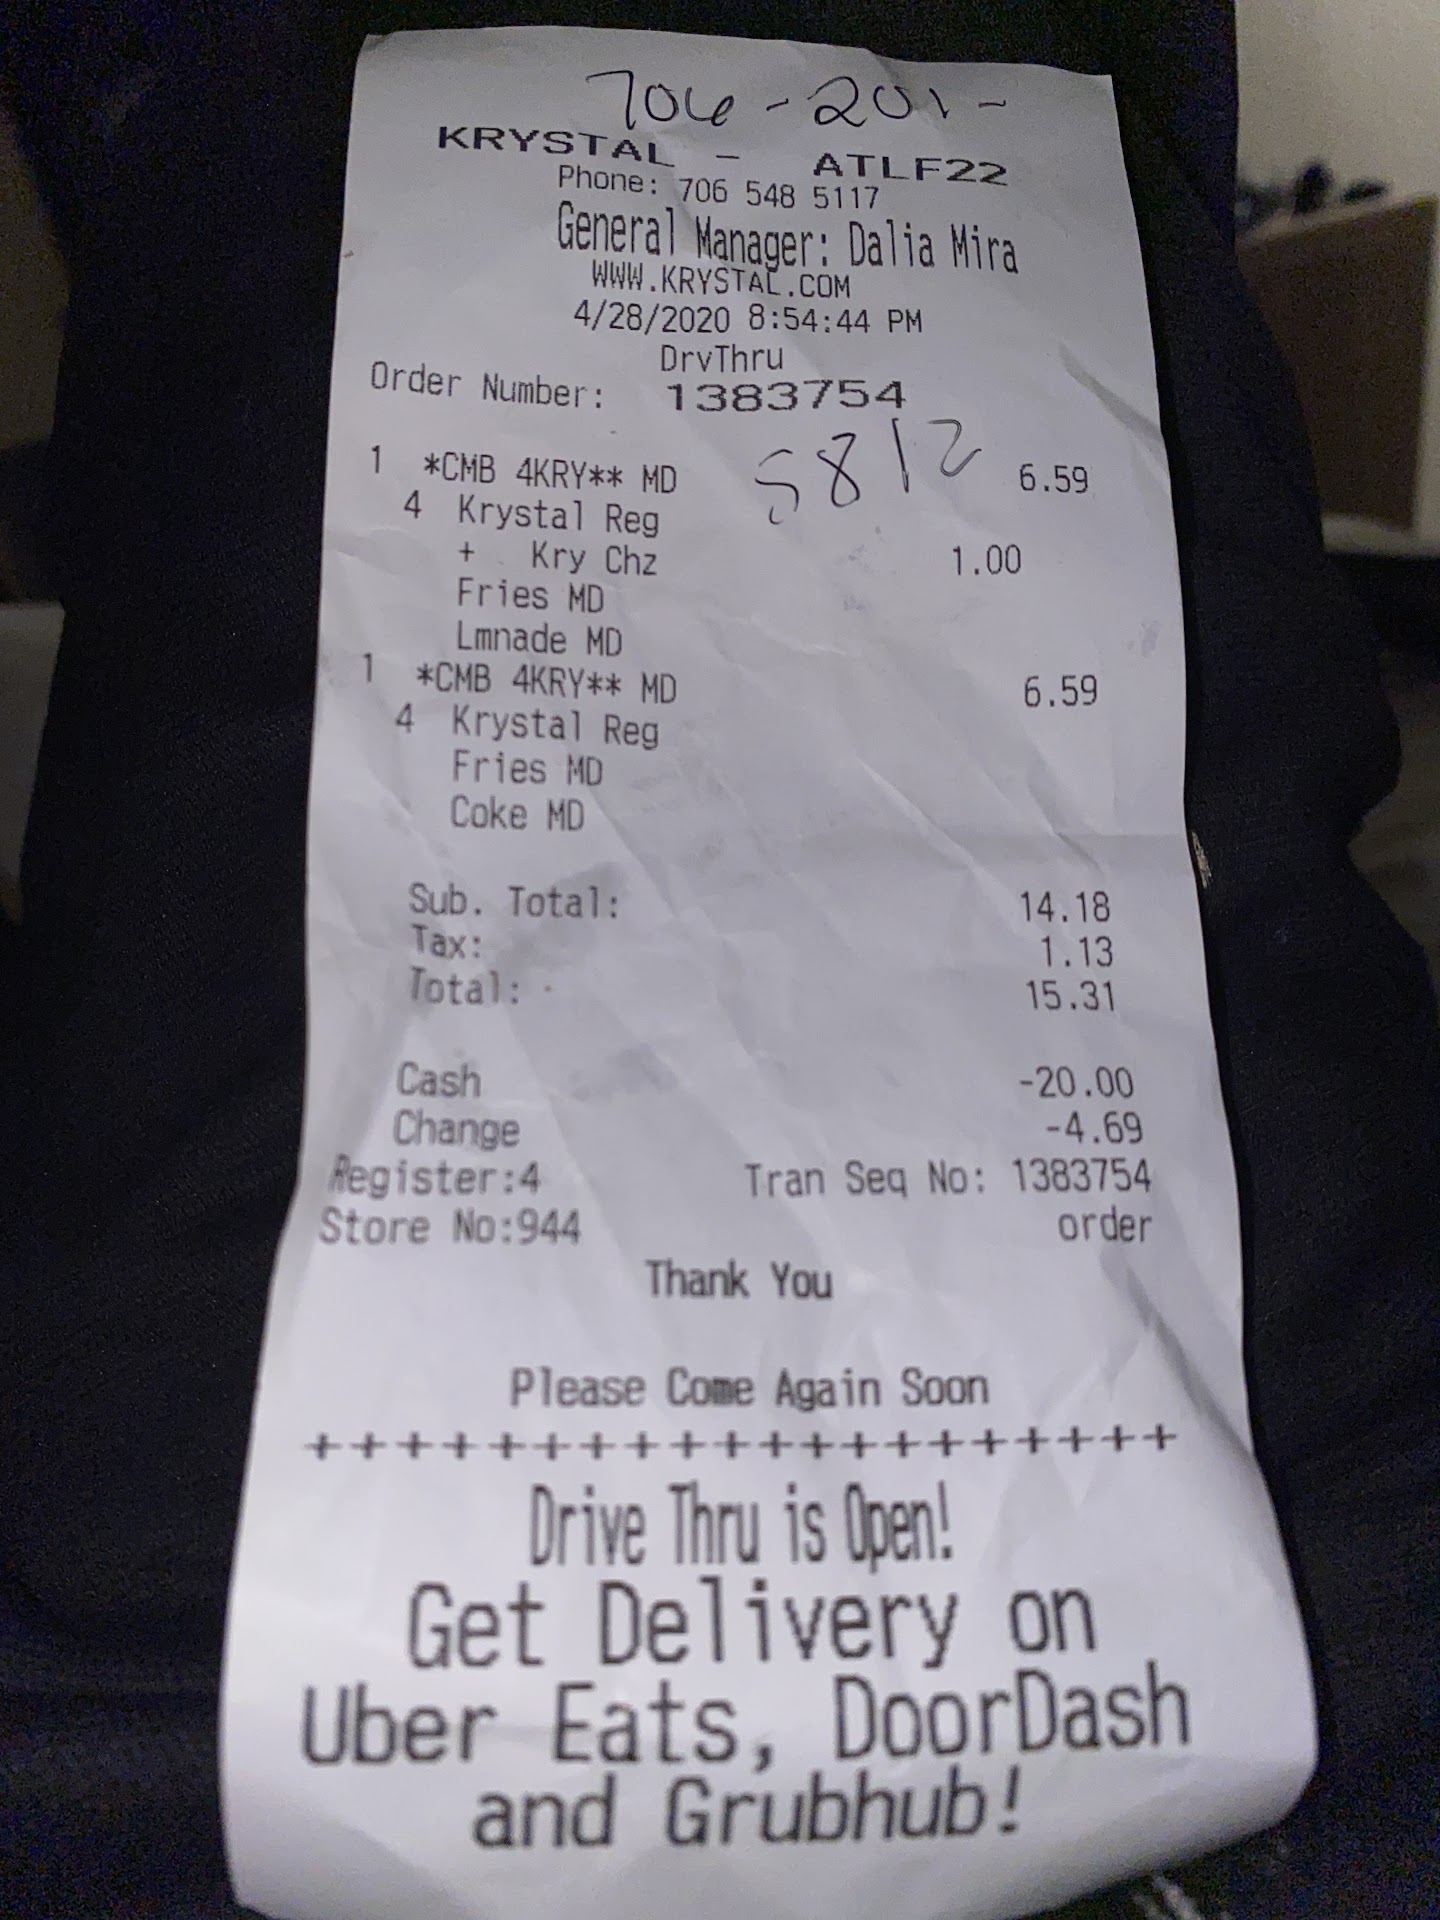 706-201-
KRYSTAL - ATLF22
Phone: 706 548 5117
General Manager: Dalia Mira
WWW.KRYSTAL.COM
4/28/2020 8:54:44 PM
DrvThru
Order Number: 1383754
5812
1 *CMB 4KRY** MD 6.59
4 Krystal Reg
+ Kry Chz 1.00
Fries MD
Lmnade MD
1 *CMB 4KRY** MD 6.59
4 Krystal Reg
Fries MD
Coke MD
Sub. Total: 14.18
Tax: 1.13
Total: 15.31
Cash -20.00
Change -4.69
Register:4 Tran Seq No: 1383754
Store No:944 order
Thank You
Please Come Again Soon
+++++++++++++++++++
Drive Thru is Open!
Get Delivery on
Uber Eats, DoorDash
and Grubhub!